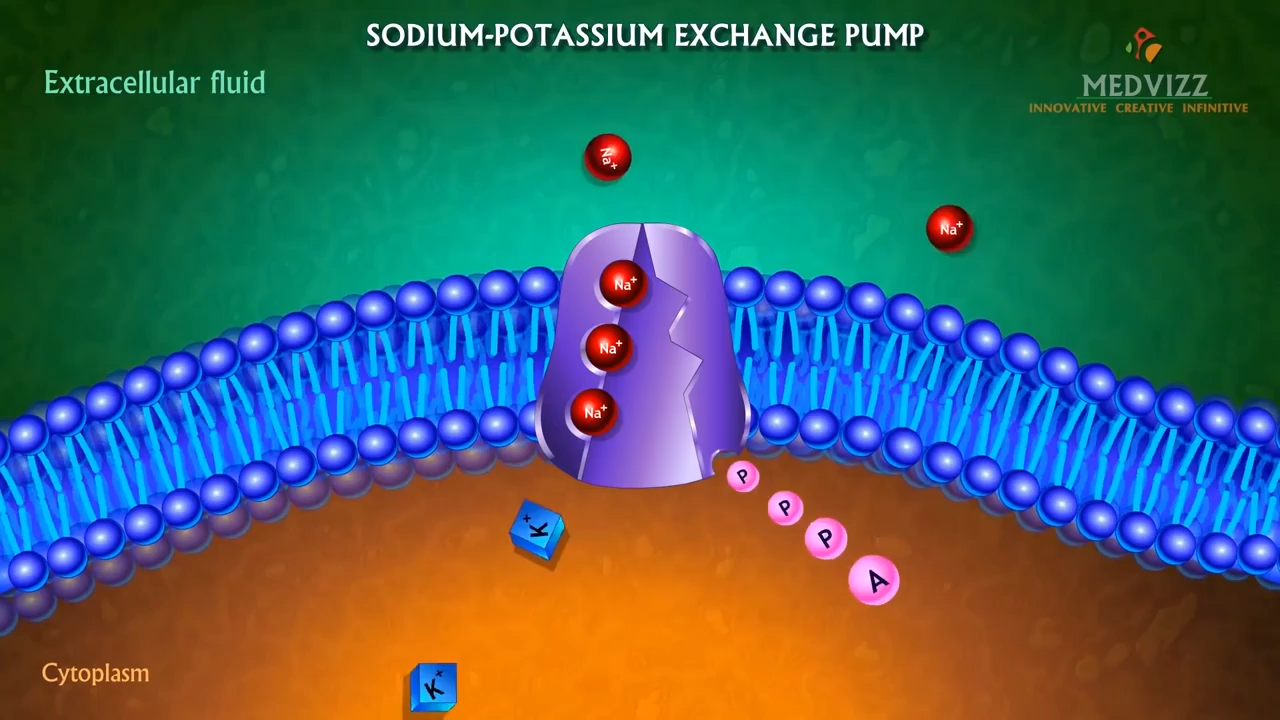 SODIUM-POTASSIUM EXCHANGE PUMP
Extracellular fluid
MEDVIZZ
INNOVATIVE CREATIVE INFINITIVE
Na+
Na+
Na+
Na+
Na+
P
P
P
A
K+
K+
Cytoplasm